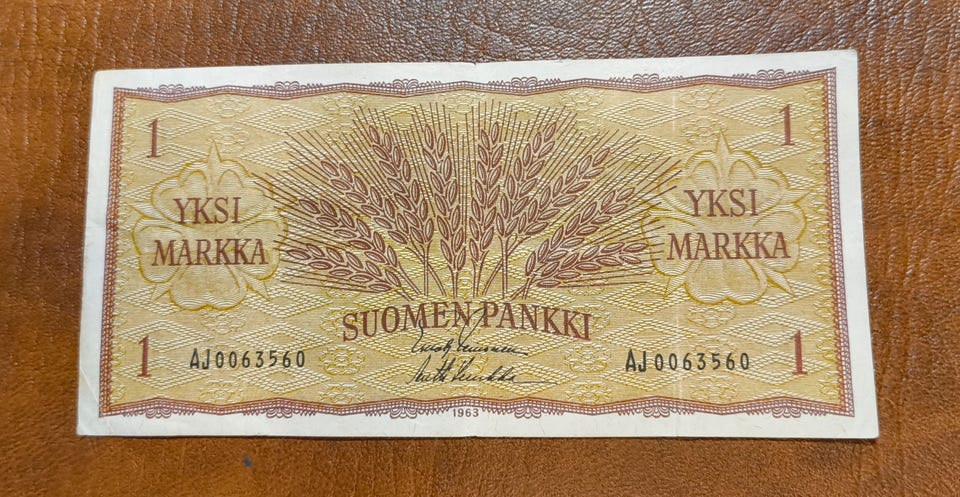 1 1
YKSI MARKKA
YKSI MARKKA
SUOMEN PANKKI
1 AJ0063560
AJ0063560 1
1963